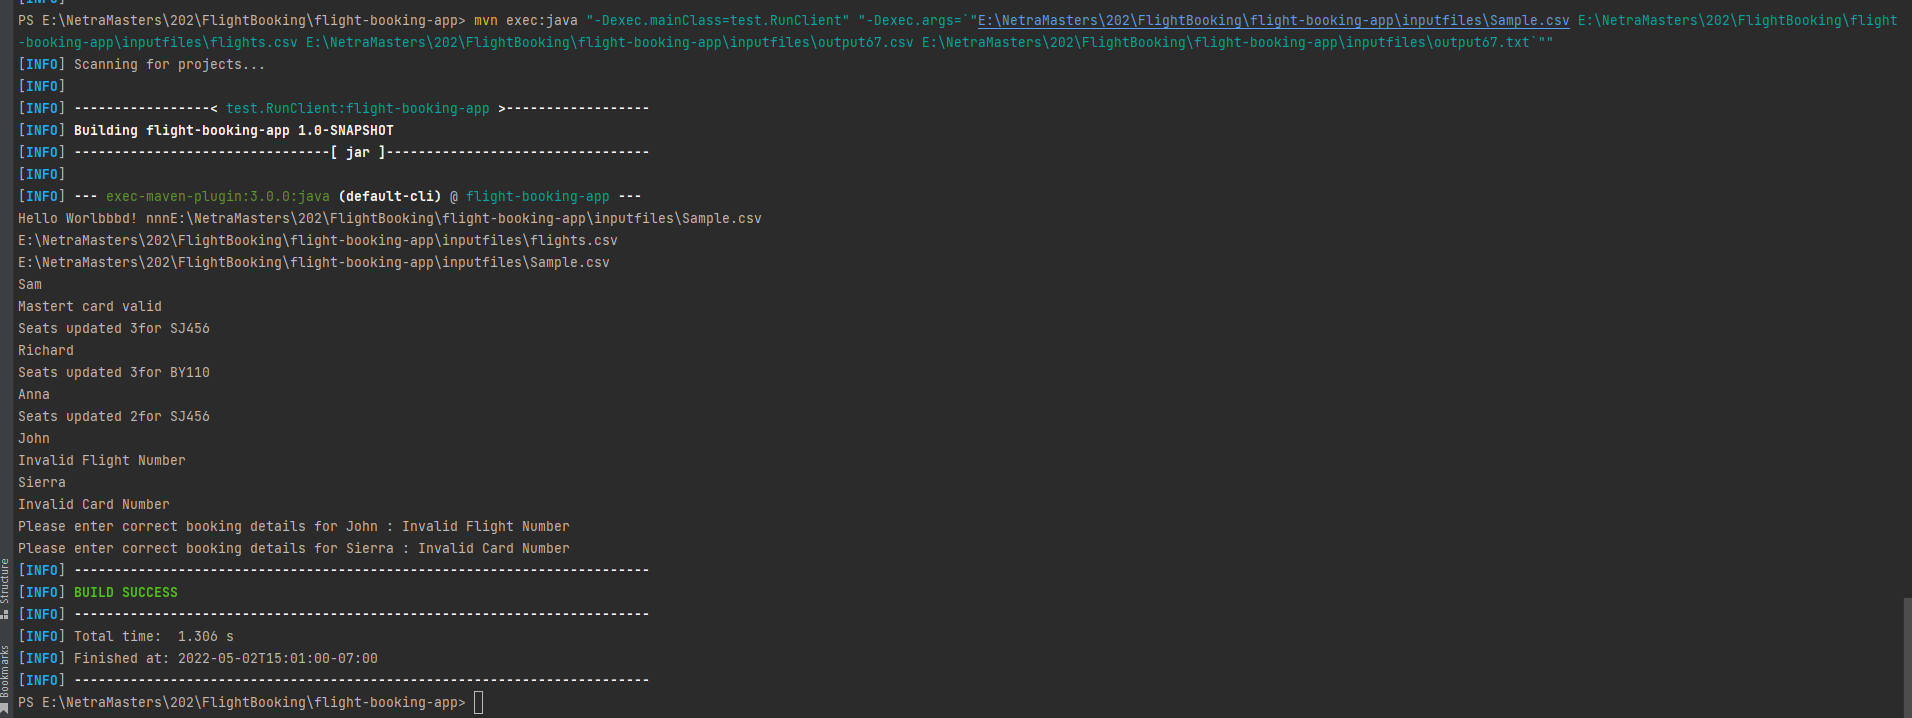 [INFO]
PS E:\NetraMasters\202\FlightBooking\flight-booking-app> mvn exec:java "-Dexec.mainClass=test.RunClient" "-Dexec.args=`"E:\NetraMasters\202\FlightBooking\flight-booking-app\inputfiles\Sample.csv E:\NetraMasters\202\FlightBooking\flight
-booking-app\inputfiles\flights.csv E:\NetraMasters\202\FlightBooking\flight-booking-app\inputfiles\output67.csv E:\NetraMasters\202\FlightBooking\flight-booking-app\inputfiles\output67.txt`""
[INFO] Scanning for projects...
[INFO]
[INFO] -----------------< test.RunClient:flight-booking-app >------------------
[INFO] Building flight-booking-app 1.0-SNAPSHOT
[INFO] --------------------------------[ jar ]---------------------------------
[INFO]
[INFO] --- exec-maven-plugin:3.0.0:java (default-cli) @ flight-booking-app ---
Hello Worlbbbd! nnnE:\NetraMasters\202\FlightBooking\flight-booking-app\inputfiles\Sample.csv
E:\NetraMasters\202\FlightBooking\flight-booking-app\inputfiles\flights.csv
E:\NetraMasters\202\FlightBooking\flight-booking-app\inputfiles\Sample.csv
Sam
Mastert card valid
Seats updated 3for SJ456
Richard
Seats updated 3for BY110
Anna
Seats updated 2for SJ456
John
Invalid Flight Number
Sierra
Invalid Card Number
Please enter correct booking details for John : Invalid Flight Number
Please enter correct booking details for Sierra : Invalid Card Number
[INFO] ------------------------------------------------------------------------
[INFO] BUILD SUCCESS
[INFO] ------------------------------------------------------------------------
[INFO] Total time:  1.306 s
[INFO] Finished at: 2022-05-02T15:01:00-07:00
[INFO] ------------------------------------------------------------------------
PS E:\NetraMasters\202\FlightBooking\flight-booking-app>
Structure
Bookmarks